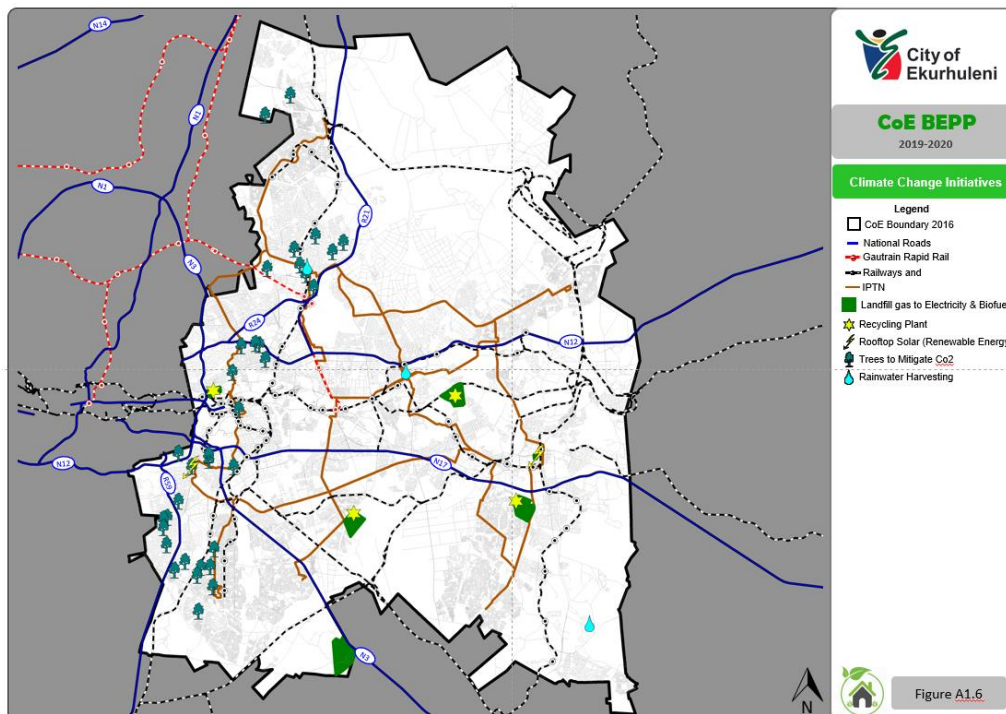 N14
N1
N1
N3
R21
R24
N12
N12
N17
R59
N3
N
City of
Ekurhuleni
CoE BEPP
2019-2020
Climate Change Initiatives
Legend
CoE Boundary 2016
National Roads
Gautrain Rapid Rail
Railways and
IPTN
Landfill gas to Electricity & Biofue
Recycling Plant
Rooftop Solar (Renewable Energy
Trees to Mitigate Co2
Rainwater Harvesting
Figure A1.6